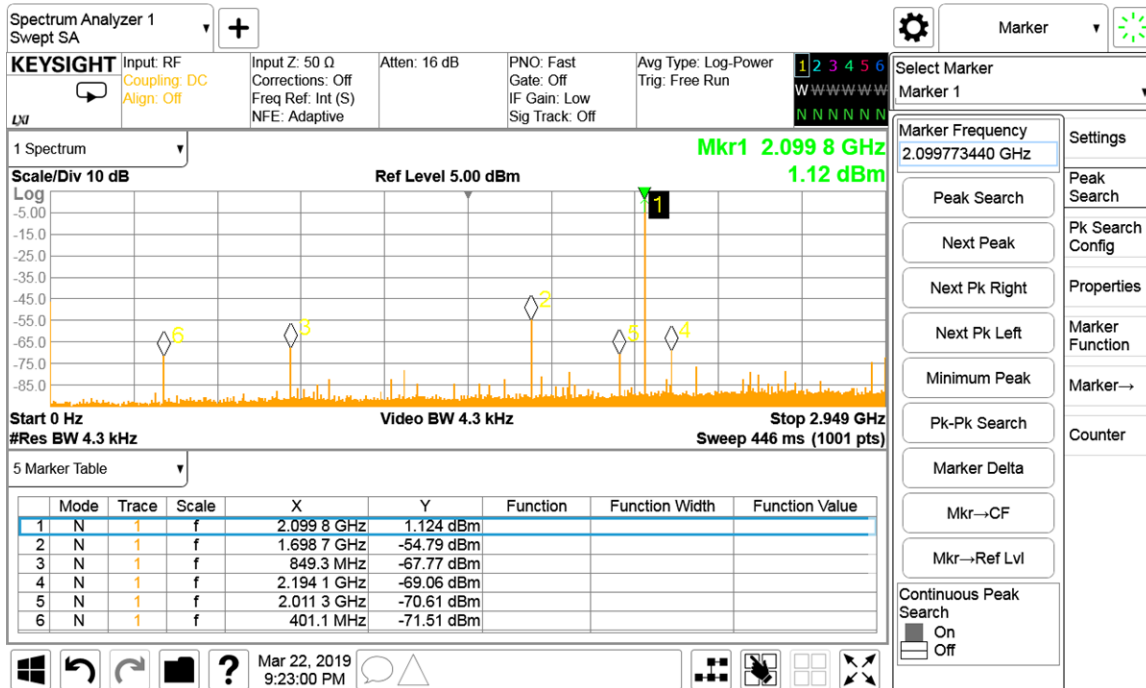 Spectrum Analyzer 1
Swept SA
+
Marker
KEYSIGHT
LXI
Input: RF
Coupling: DC
Align: Off
Input Z: 50 Ω
Corrections: Off
Freq Ref: Int (S)
NFE: Adaptive
Atten: 16 dB
PNO: Fast
Gate: Off
IF Gain: Low
Sig Track: Off
Avg Type: Log-Power
Trig: Free Run
1 2 3 4 5 6
W W W W W W
N N N N N N
Select Marker
Marker 1
1 Spectrum
Scale/Div 10 dB
Ref Level 5.00 dBm
Mkr1 2.099 8 GHz
1.12 dBm
Log
-5.00
-15.0
-25.0
-35.0
-45.0
-55.0
-65.0
-75.0
-85.0
1
2
3
4
5
6
Start 0 Hz
Video BW 4.3 kHz
Stop 2.949 GHz
#Res BW 4.3 kHz
Sweep 446 ms (1001 pts)
5 Marker Table
Mode Trace Scale X Y Function Function Width Function Value
1 N 1 f 2.099 8 GHz 1.124 dBm
2 N 1 f 1.698 7 GHz -54.79 dBm
3 N 1 f 849.3 MHz -67.77 dBm
4 N 1 f 2.194 1 GHz -69.06 dBm
5 N 1 f 2.011 3 GHz -70.61 dBm
6 N 1 f 401.1 MHz -71.51 dBm
Marker Frequency
2.099773440 GHz
Peak Search
Next Peak
Next Pk Right
Next Pk Left
Minimum Peak
Pk-Pk Search
Marker Delta
Mkr→CF
Mkr→Ref Lvl
Continuous Peak
Search
On
Off
Settings
Peak
Search
Pk Search
Config
Properties
Marker
Function
Marker→
Counter
?
Mar 22, 2019
9:23:00 PM